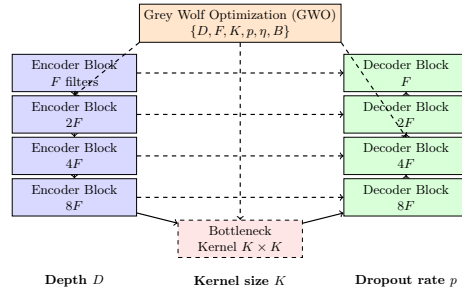 Grey Wolf Optimization (GWO)
{D, F, K, p, η, B}
Encoder Block
F filters
Decoder Block
F
Encoder Block
2F
Decoder Block
2F
Encoder Block
4F
Decoder Block
4F
Encoder Block
8F
Decoder Block
8F
Bottleneck
Kernel K × K
Depth D
Kernel size K
Dropout rate p